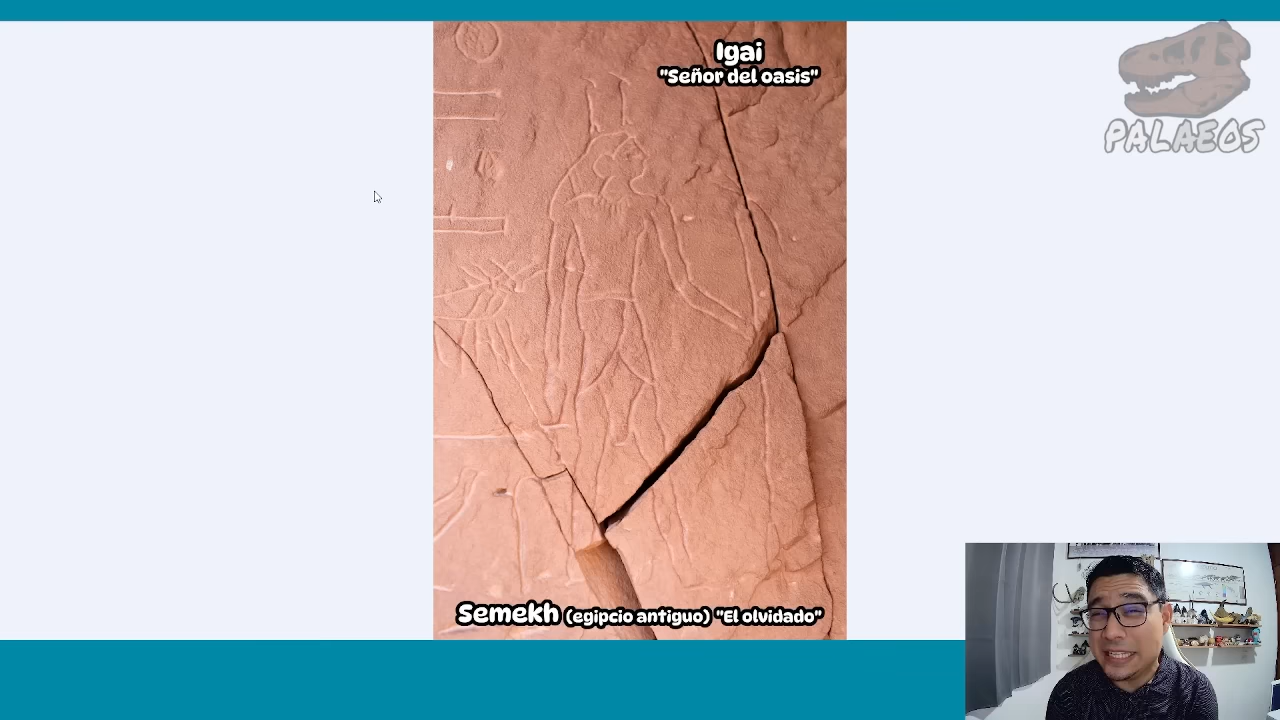 Igai
"Señor del oasis"
PALAEOS
Semekh (egipcio antiguo) "El olvidado"